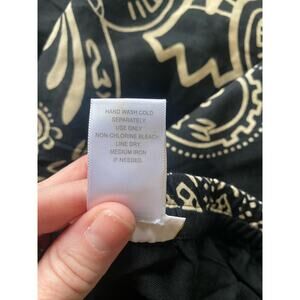 HAND WASH COLD
SEPARATELY.
USE ONLY
NON-CHLORINE BLEACH.
LINE DRY.
MEDIUM IRON
IF NEEDED.